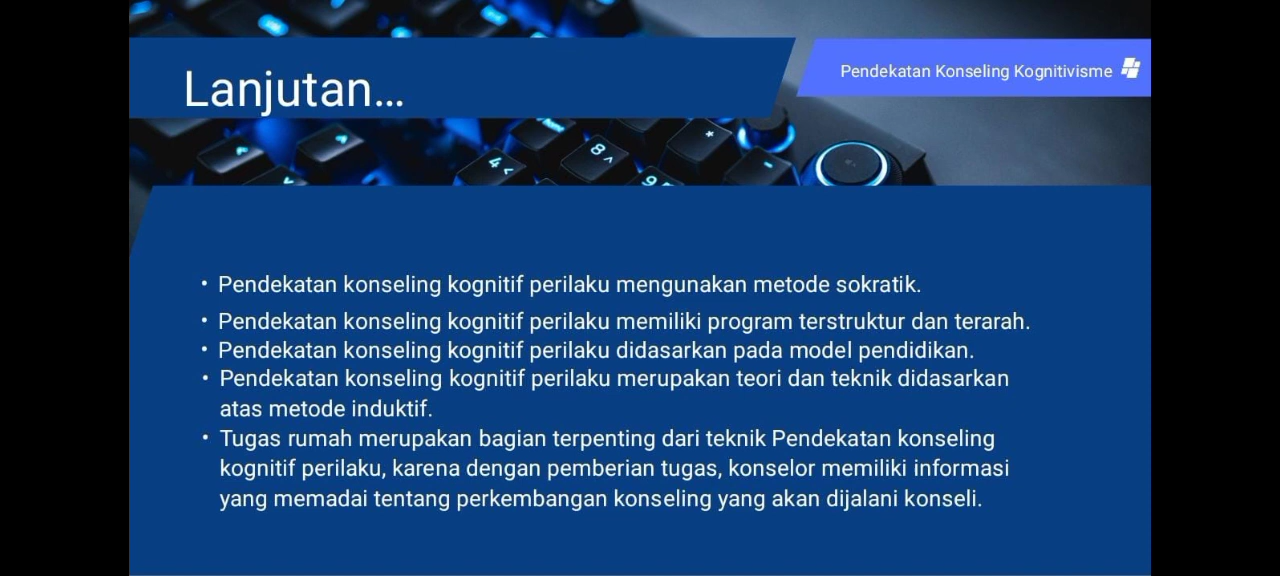 Lanjutan...
Pendekatan Konseling Kognitivisme
• Pendekatan konseling kognitif perilaku mengunakan metode sokratik.
• Pendekatan konseling kognitif perilaku memiliki program terstruktur dan terarah.
• Pendekatan konseling kognitif perilaku didasarkan pada model pendidikan.
• Pendekatan konseling kognitif perilaku merupakan teori dan teknik didasarkan
atas metode induktif.
• Tugas rumah merupakan bagian terpenting dari teknik Pendekatan konseling
kognitif perilaku, karena dengan pemberian tugas, konselor memiliki informasi
yang memadai tentang perkembangan konseling yang akan dijalani konseli.